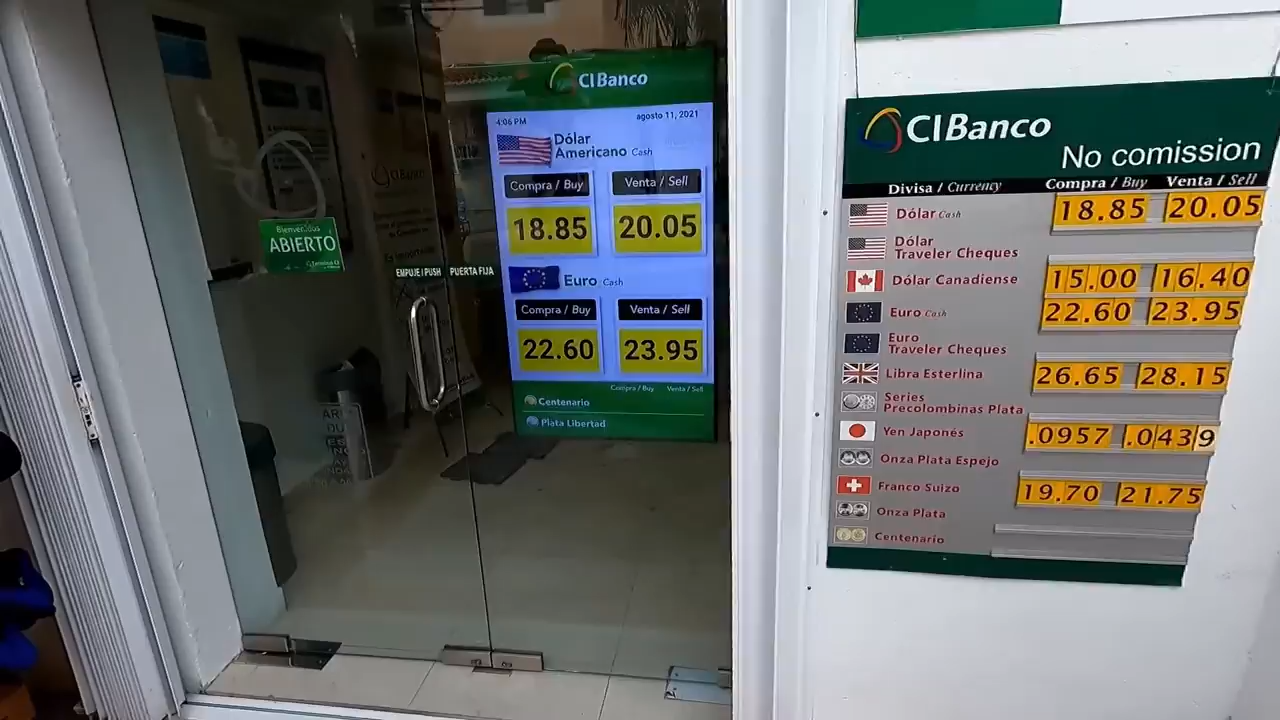 Bienvenidos
ABIERTO
EMPUJE | PUSH
PUERTA FIJA
CIBanco
CIBanco
4:06 PM
agosto 11, 2021
Dólar
Americano Cash
Compra / Buy
Venta / Sell
18.85
20.05
Euro Cash
Compra / Buy
Venta / Sell
22.60
23.95
Compra / Buy Venta / Sell
Centenario
Plata Libertad
CIBanco
No comission
Divisa / Currency Compra / Buy Venta / Sell
Dólar Cash 18.85 20.05
Dólar
Traveler Cheques
Dólar Canadiense 15.00 16.40
Euro Cash 22.60 23.95
Euro
Traveler Cheques
Libra Esterlina 26.65 28.15
Series
Precolombinas Plata
Yen Japonés .0957 .0439
Onza Plata Espejo
Franco Suizo 19.70 21.75
Onza Plata
Centenario